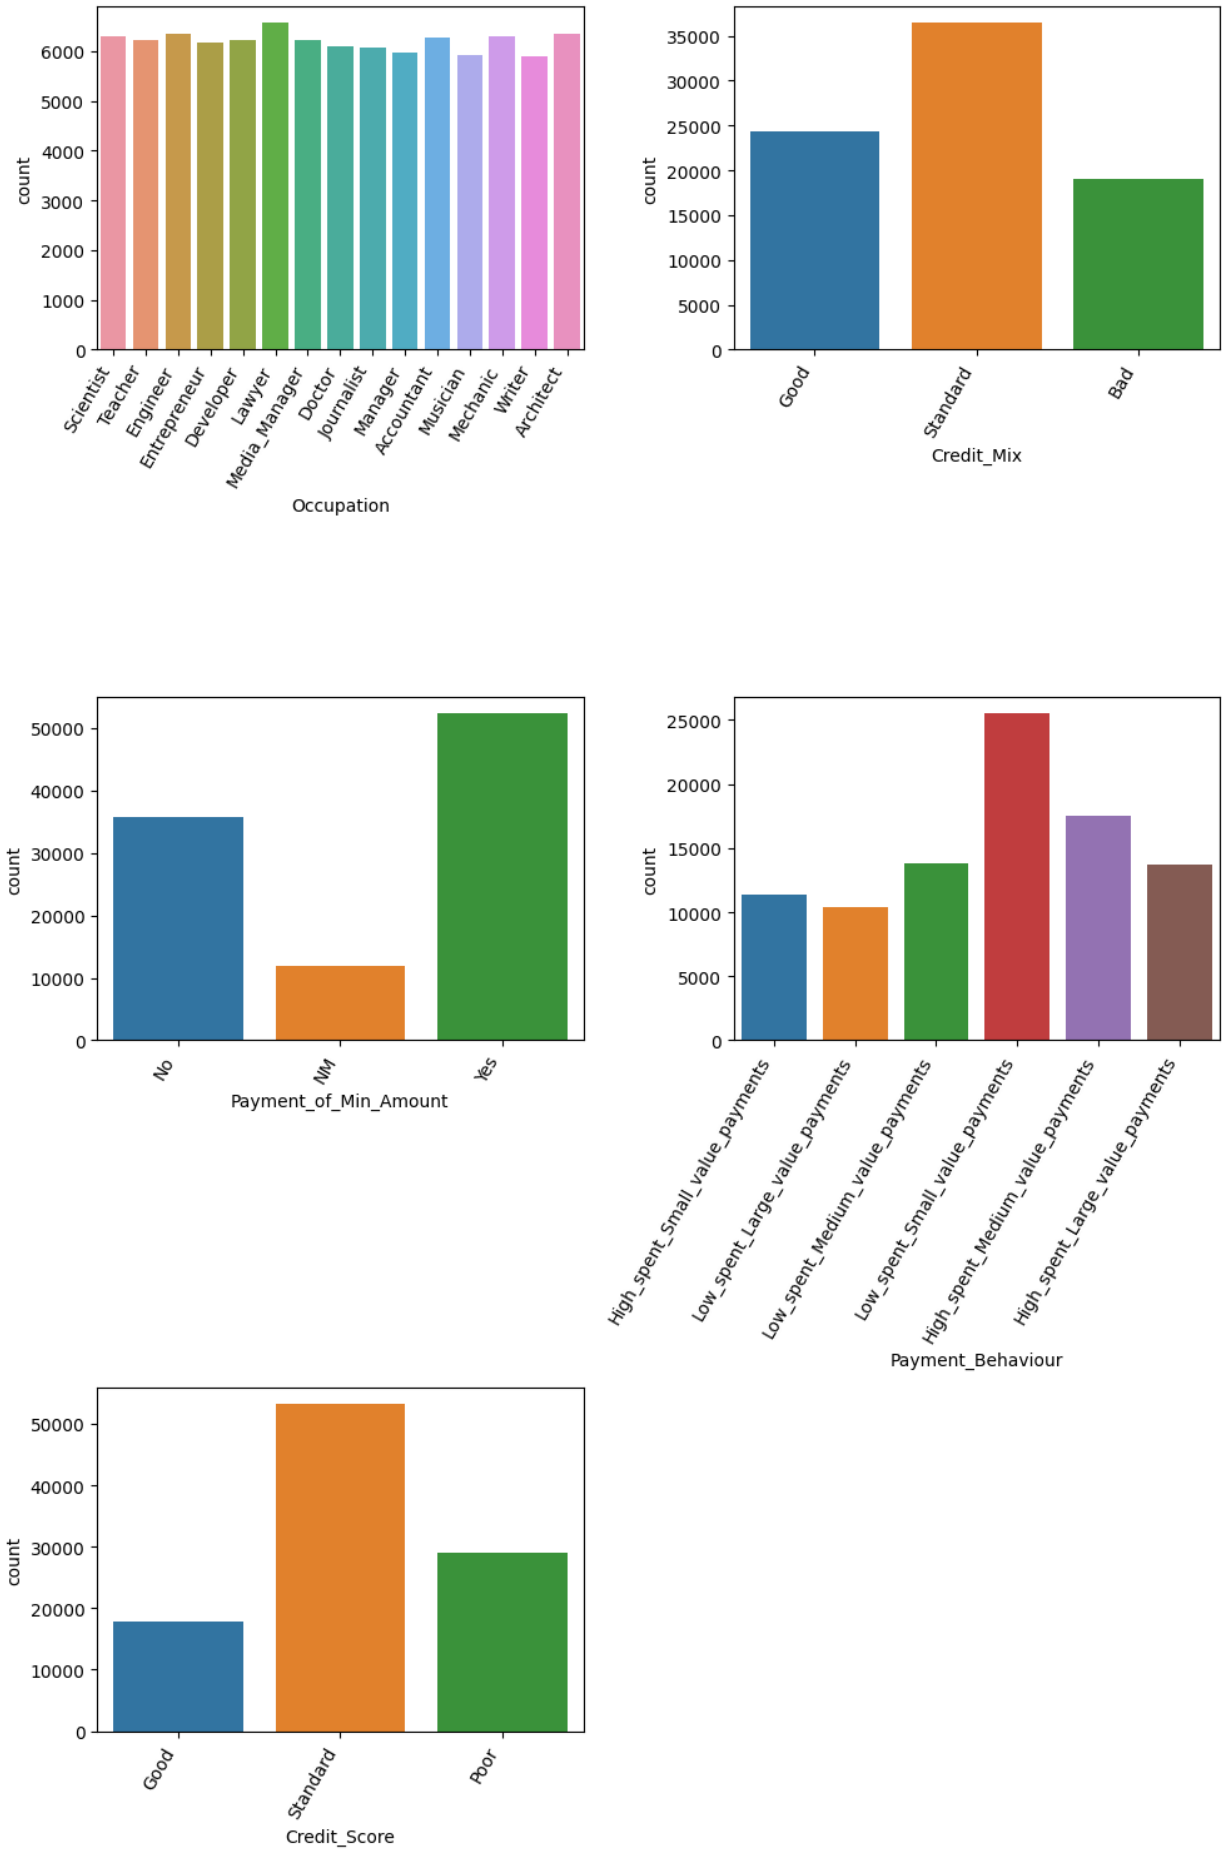 count
6000
5000
4000
3000
2000
1000
0
Scientist
Teacher
Engineer
Entrepreneur
Developer
Lawyer
Media_Manager
Doctor
Journalist
Manager
Accountant
Musician
Mechanic
Writer
Architect
Occupation
count
35000
30000
25000
20000
15000
10000
5000
0
Good
Standard
Bad
Credit_Mix
count
50000
40000
30000
20000
10000
0
No
NM
Yes
Payment_of_Min_Amount
count
25000
20000
15000
10000
5000
0
High_spent_Small_value_payments
Low_spent_Large_value_payments
Low_spent_Medium_value_payments
Low_spent_Small_value_payments
High_spent_Medium_value_payments
High_spent_Large_value_payments
Payment_Behaviour
count
50000
40000
30000
20000
10000
0
Good
Standard
Poor
Credit_Score